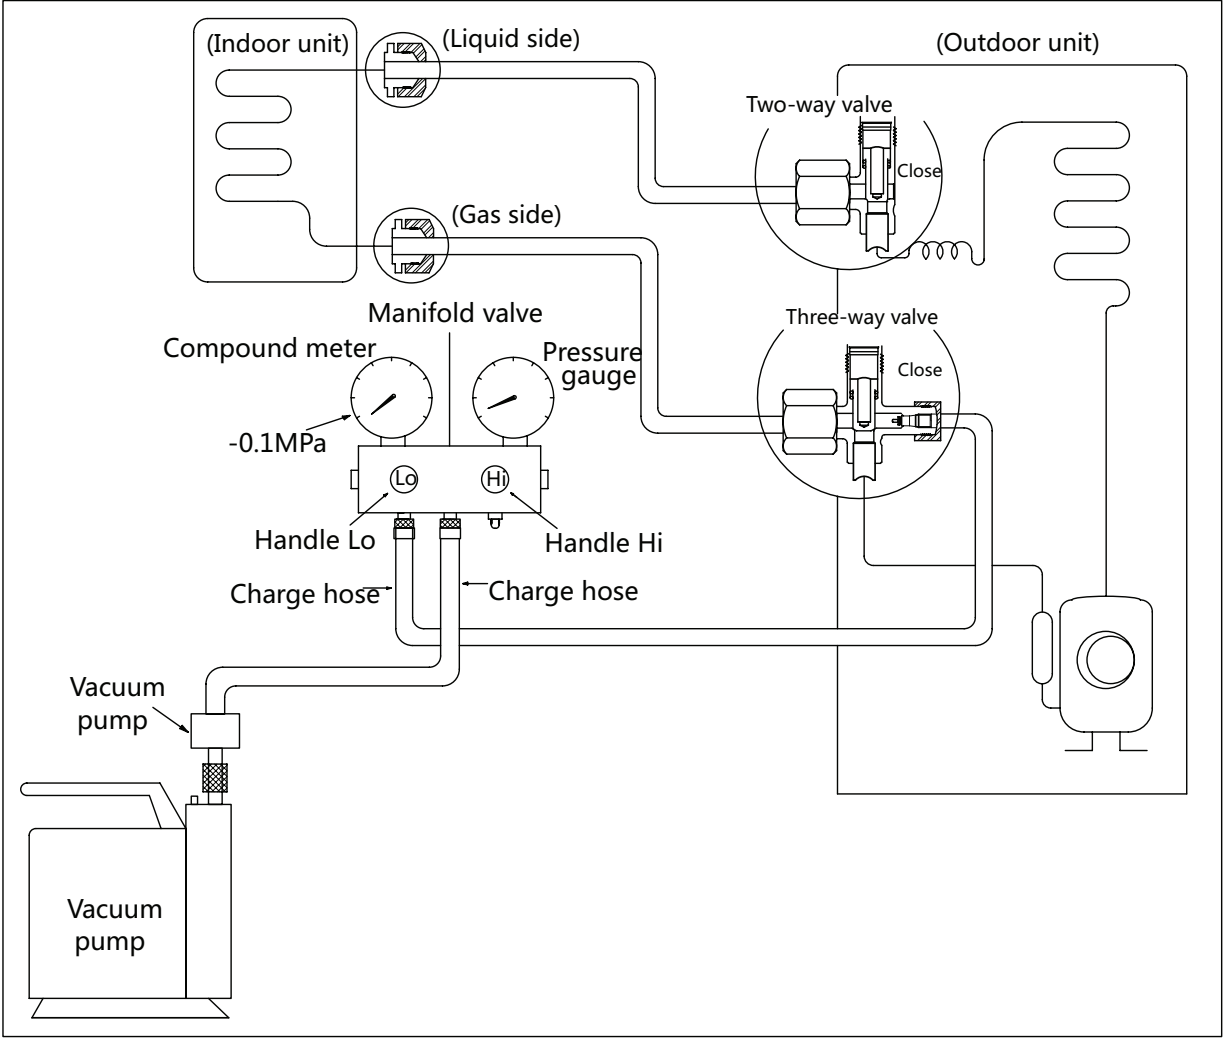 (Indoor unit)
(Liquid side)
(Outdoor unit)
Two-way valve
Close
(Gas side)
Manifold valve
Three-way valve
Compound meter
Pressure
gauge
Close
-0.1MPa
Lo
Hi
Handle Lo
Handle Hi
Charge hose
Charge hose
Vacuum
pump
Vacuum
pump